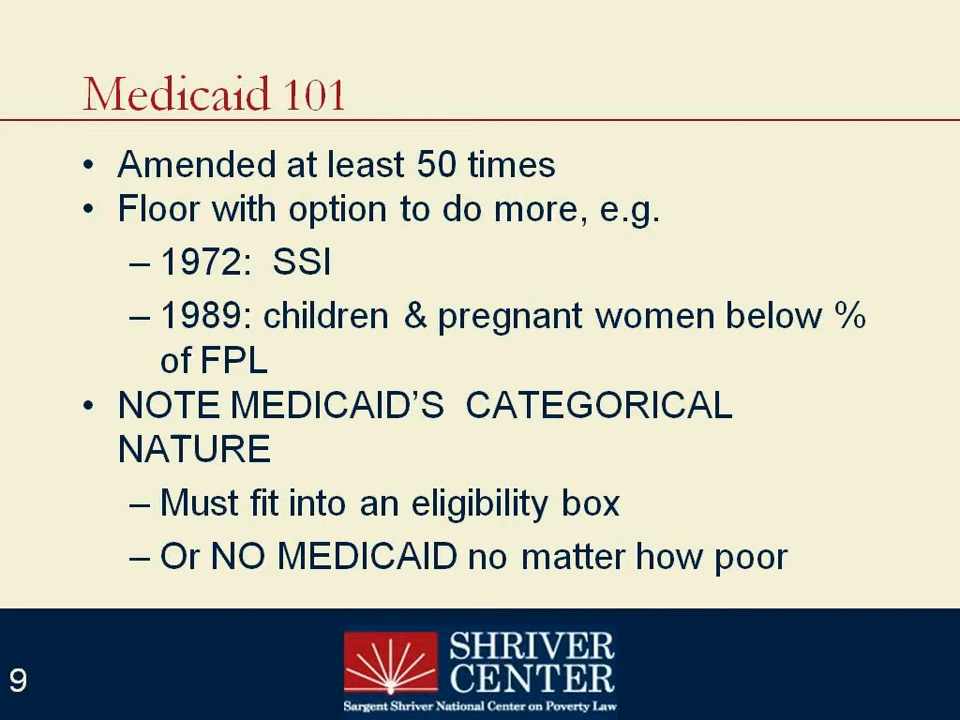 Medicaid 101
• Amended at least 50 times
• Floor with option to do more, e.g.
– 1972: SSI
– 1989: children & pregnant women below %
of FPL
• NOTE MEDICAID’S CATEGORICAL
NATURE
– Must fit into an eligibility box
– Or NO MEDICAID no matter how poor
9
SHRIVER
CENTER
Sargent Shriver National Center on Poverty Law